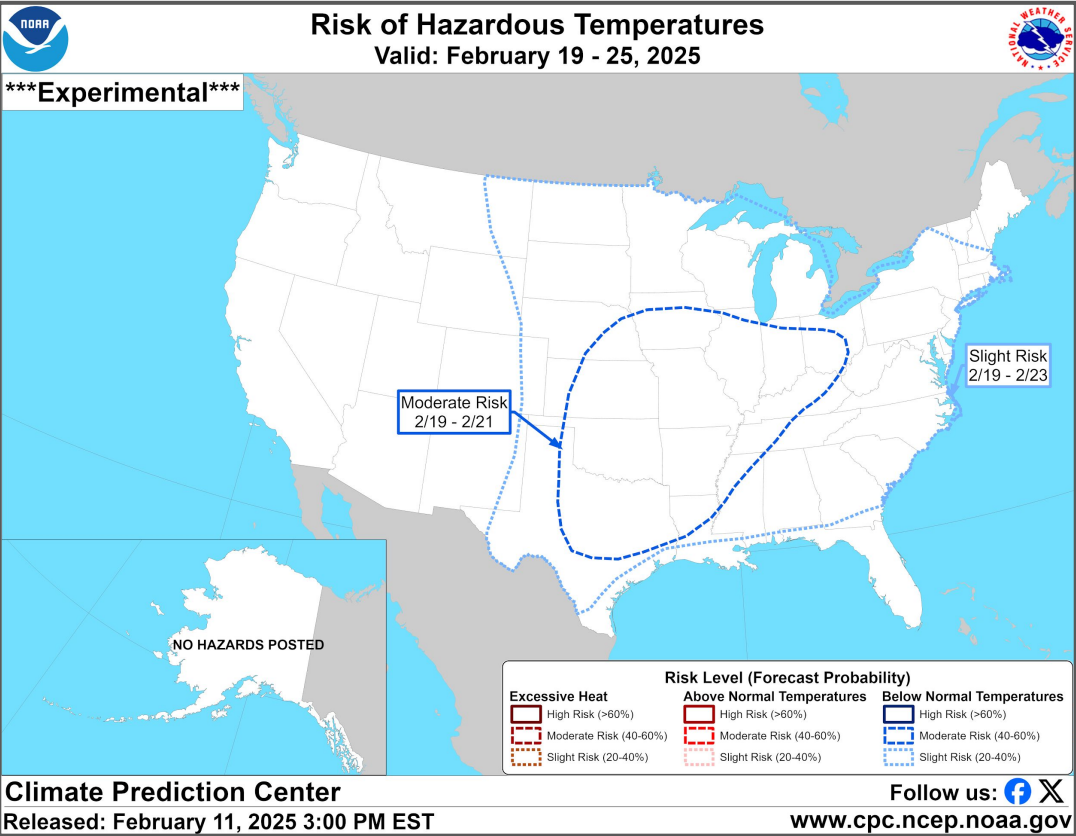 NOAA
Risk of Hazardous Temperatures
Valid: February 19 - 25, 2025
NATIONAL WEATHER SERVICE
***Experimental***
Slight Risk
2/19 - 2/23
Moderate Risk
2/19 - 2/21
NO HAZARDS POSTED
Risk Level (Forecast Probability)
Excessive Heat
High Risk (>60%)
Moderate Risk (40-60%)
Slight Risk (20-40%)
Above Normal Temperatures
High Risk (>60%)
Moderate Risk (40-60%)
Slight Risk (20-40%)
Below Normal Temperatures
High Risk (>60%)
Moderate Risk (40-60%)
Slight Risk (20-40%)
Climate Prediction Center
Follow us:
Released: February 11, 2025 3:00 PM EST
www.cpc.ncep.noaa.gov